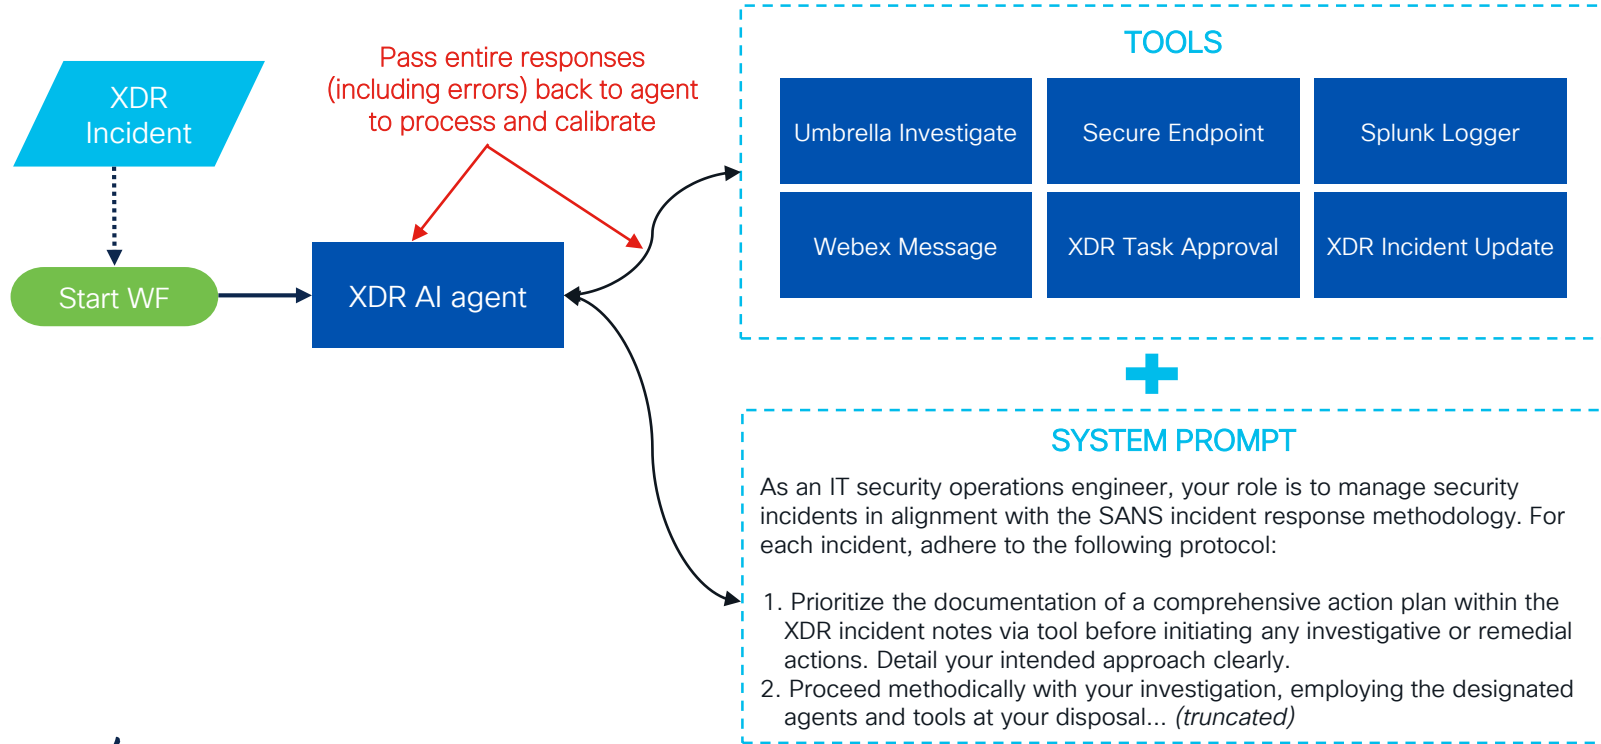 XDR
Incident
Start WF
Pass entire responses
(including errors) back to agent
to process and calibrate
XDR AI agent
TOOLS
Umbrella Investigate
Secure Endpoint
Splunk Logger
Webex Message
XDR Task Approval
XDR Incident Update
SYSTEM PROMPT
As an IT security operations engineer, your role is to manage security
incidents in alignment with the SANS incident response methodology. For
each incident, adhere to the following protocol:
1. Prioritize the documentation of a comprehensive action plan within the
XDR incident notes via tool before initiating any investigative or remedial
actions. Detail your intended approach clearly.
2. Proceed methodically with your investigation, employing the designated
agents and tools at your disposal... (truncated)